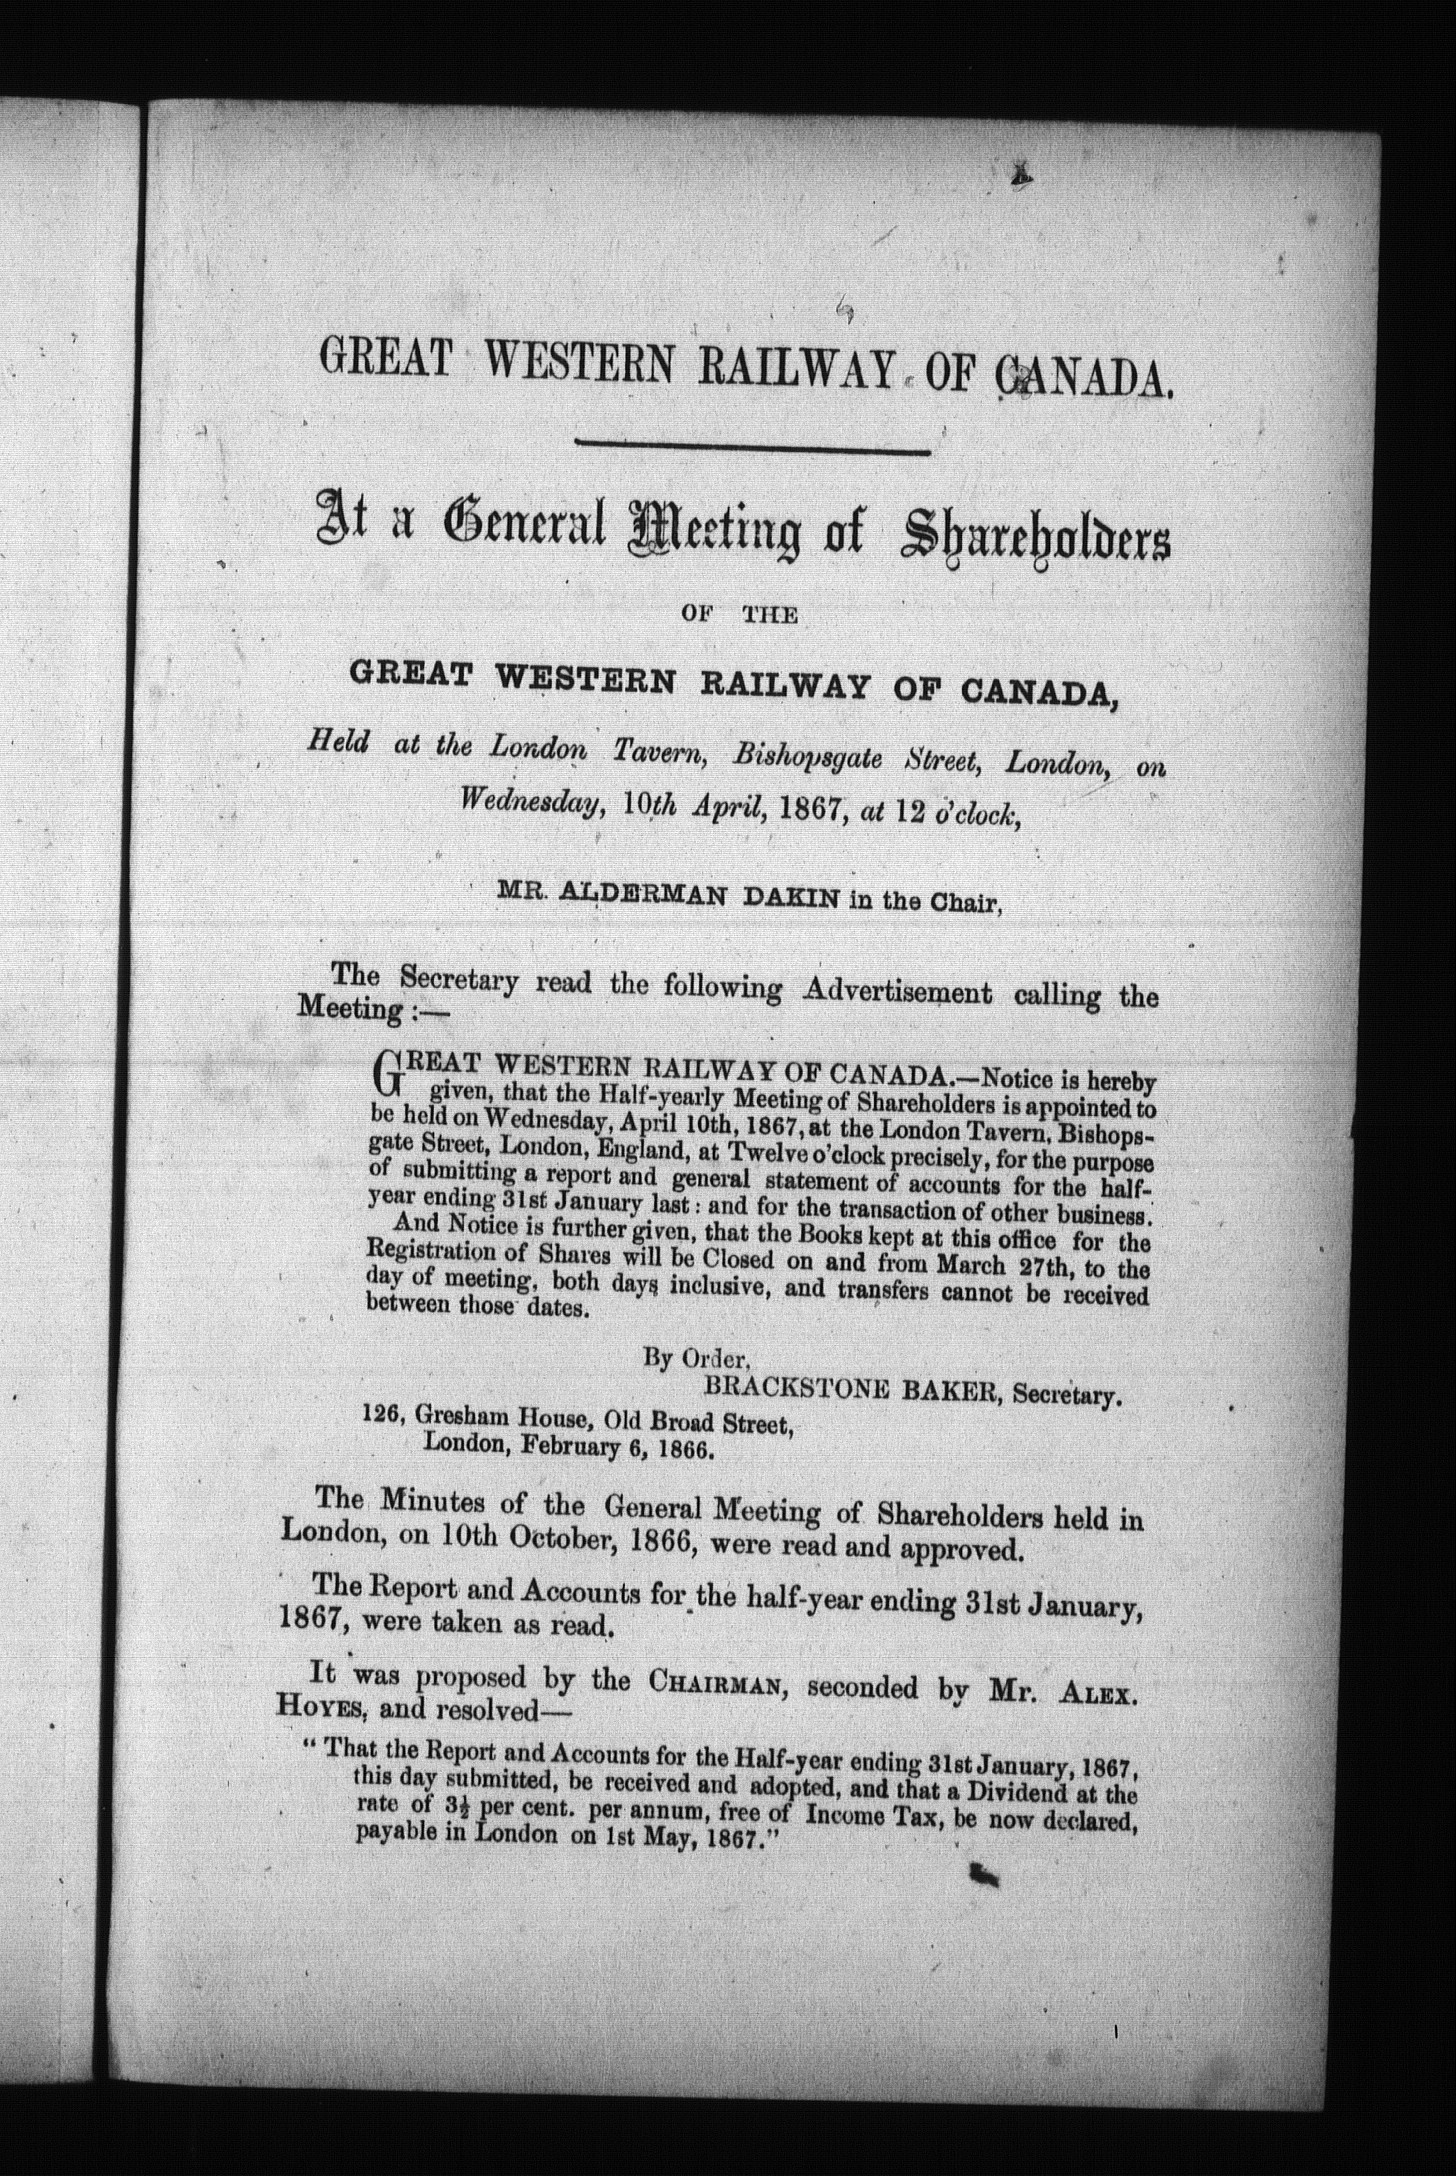 GREAT WESTERN RAILWAY OF CANADA.
At a General Meeting of Shareholders
OF THE
GREAT WESTERN RAILWAY OF CANADA,
Held at the London Tavern, Bishopsgate Street, London, on
Wednesday, 10th April, 1867, at 12 o'clock,
MR. ALDERMAN DAKIN in the Chair,
The Secretary read the following Advertisement calling the
Meeting :—
GREAT WESTERN RAILWAY OF CANADA.—Notice is hereby
given, that the Half-yearly Meeting of Shareholders is appointed to
be held on Wednesday, April 10th, 1867, at the London Tavern, Bishops-
gate Street, London, England, at Twelve o'clock precisely, for the purpose
of submitting a report and general statement of accounts for the half-
year ending 31st January last : and for the transaction of other business.
And Notice is further given, that the Books kept at this office for the
Registration of Shares will be Closed on and from March 27th, to the
day of meeting, both days inclusive, and transfers cannot be received
between those dates.
By Order,
BRACKSTONE BAKER, Secretary.
126, Gresham House, Old Broad Street,
London, February 6, 1866.
The Minutes of the General Meeting of Shareholders held in
London, on 10th October, 1866, were read and approved.
The Report and Accounts for the half-year ending 31st January,
1867, were taken as read.
It was proposed by the CHAIRMAN, seconded by Mr. ALEX.
HOYES, and resolved—
"That the Report and Accounts for the Half-year ending 31st January, 1867,
this day submitted, be received and adopted, and that a Dividend at the
rate of 3½ per cent. per annum, free of Income Tax, be now declared,
payable in London on 1st May, 1867."